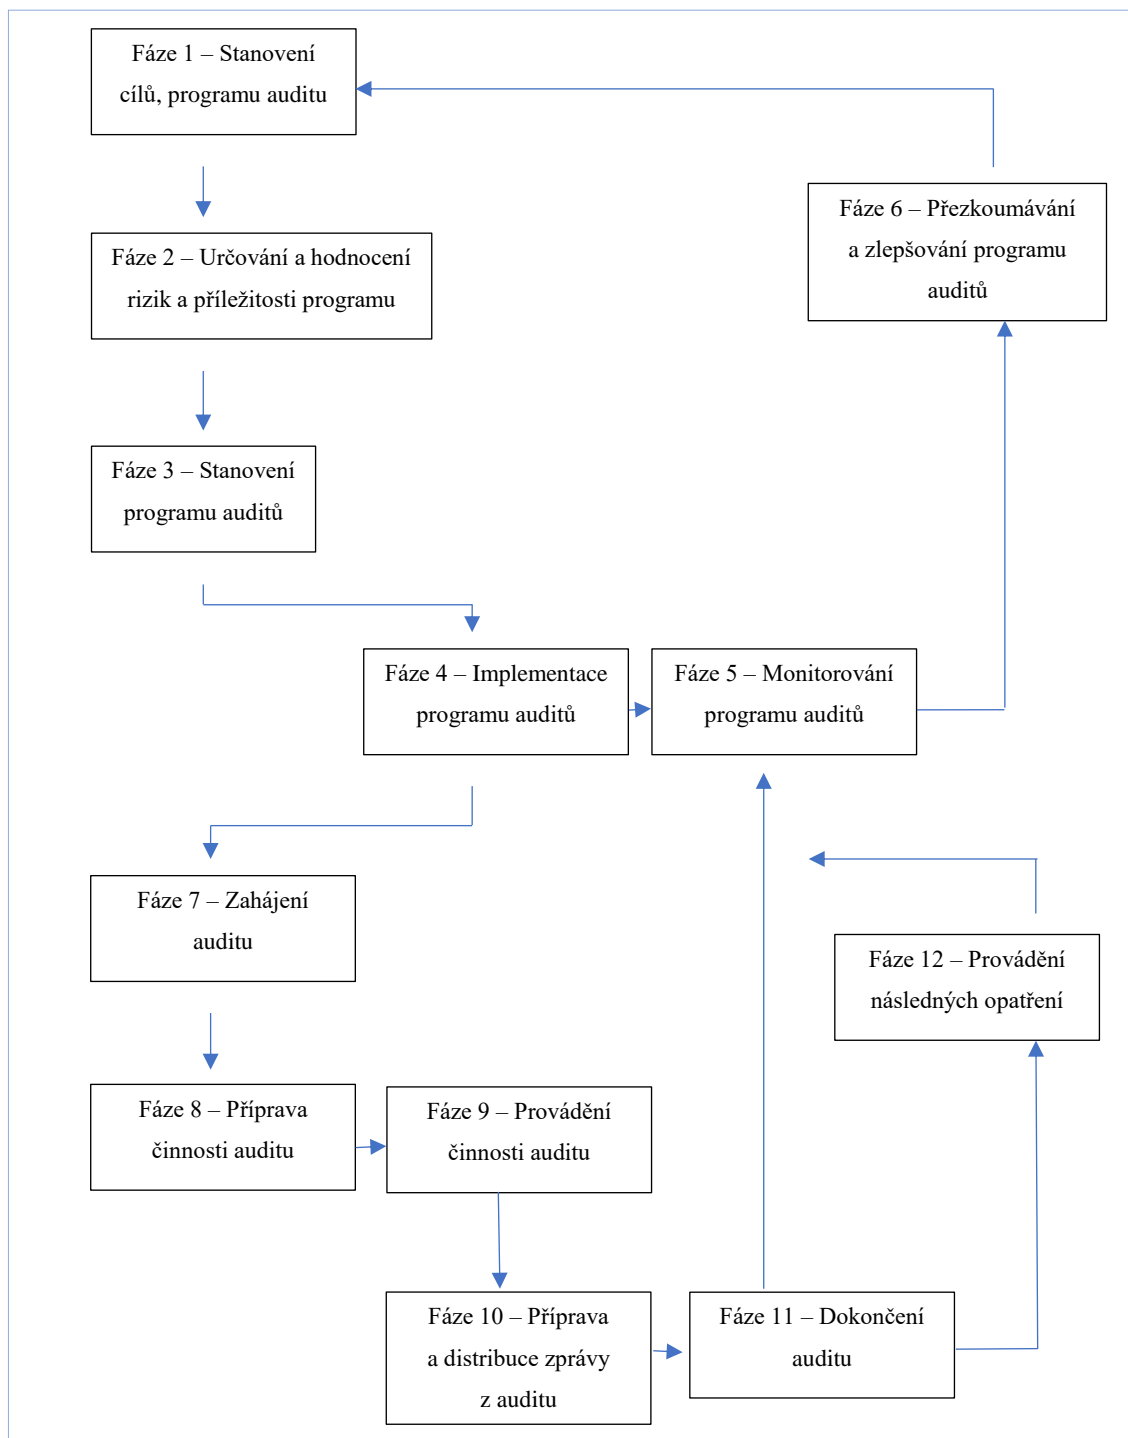 Fáze 1 – Stanovení
cílů, programu auditu
Fáze 6 – Přezkoumávání
a zlepšování programu
auditů
Fáze 2 – Určování a hodnocení
rizik a příležitosti programu
Fáze 3 – Stanovení
programu auditů
Fáze 4 – Implementace
programu auditů
Fáze 5 – Monitorování
programu auditů
Fáze 7 – Zahájení
auditu
Fáze 12 – Provádění
následných opatření
Fáze 8 – Příprava
činnosti auditu
Fáze 9 – Provádění
činnosti auditu
Fáze 10 – Příprava
a distribuce zprávy
z auditu
Fáze 11 – Dokončení
auditu